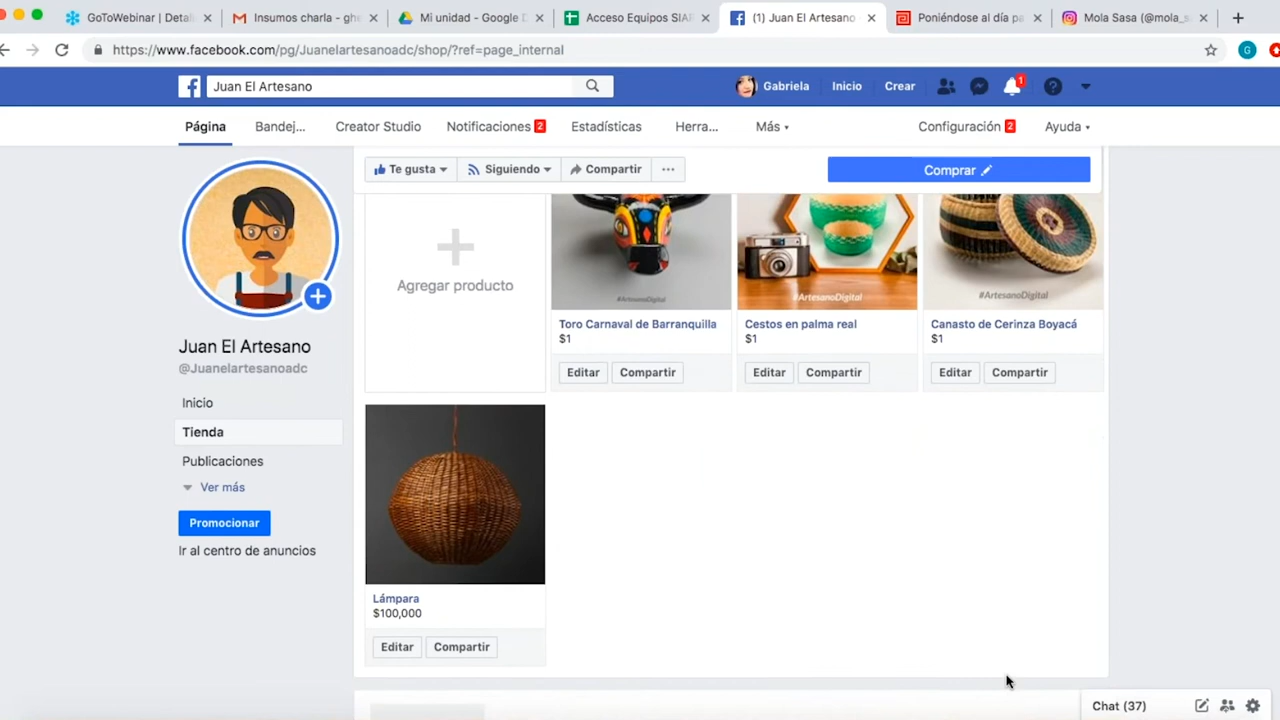 GoToWebinar | Detal
Insumos charla - ghe
Mi unidad - Google D
Acceso Equipos SIAR
(1) Juan El Artesano
Poniéndose al día pa
Mola Sasa (@mola_s
https://www.facebook.com/pg/Juanelartesanoadc/shop/?ref=page_internal
G
Juan El Artesano
Gabriela
Inicio
Crear
1
Página
Bandej...
Creator Studio
Notificaciones 2
Estadísticas
Herra...
Más
Configuración 2
Ayuda
Te gusta
Siguiendo
Compartir
Comprar
Agregar producto
#ArtesanoDigital
#ArtesanoDigital
#ArtesanoDigital
Toro Carnaval de Barranquilla
$1
Editar
Compartir
Cestos en palma real
$1
Editar
Compartir
Canasto de Cerinza Boyacá
$1
Editar
Compartir
Juan El Artesano
@Juanelartesanoadc
Inicio
Tienda
Publicaciones
Ver más
Promocionar
Ir al centro de anuncios
Lámpara
$100,000
Editar
Compartir
Chat (37)